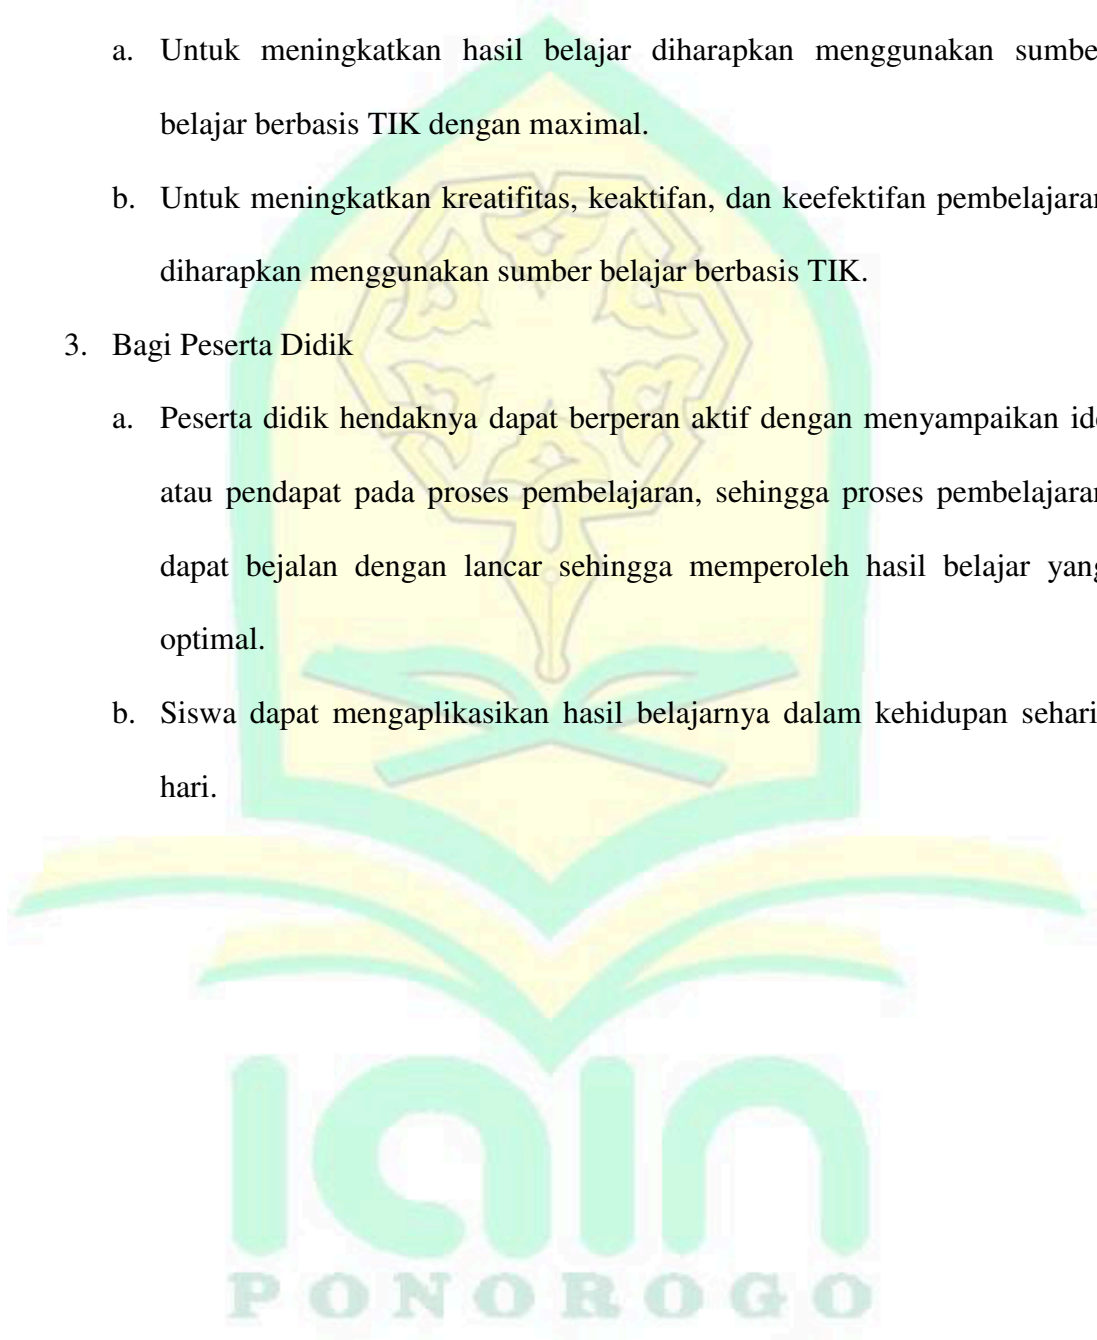 a. Untuk meningkatkan hasil belajar diharapkan menggunakan sumbe
belajar berbasis TIK dengan maximal.
b. Untuk meningkatkan kreatifitas, keaktifan, dan keefektifan pembelajaran
diharapkan menggunakan sumber belajar berbasis TIK.
3. Bagi Peserta Didik
a. Peserta didik hendaknya dapat berperan aktif dengan menyampaikan ide
atau pendapat pada proses pembelajaran, sehingga proses pembelajaran
dapat bejalan dengan lancar sehingga memperoleh hasil belajar yang
optimal.
b. Siswa dapat mengaplikasikan hasil belajarnya dalam kehidupan sehari
hari.
IAIN
PONOROGO